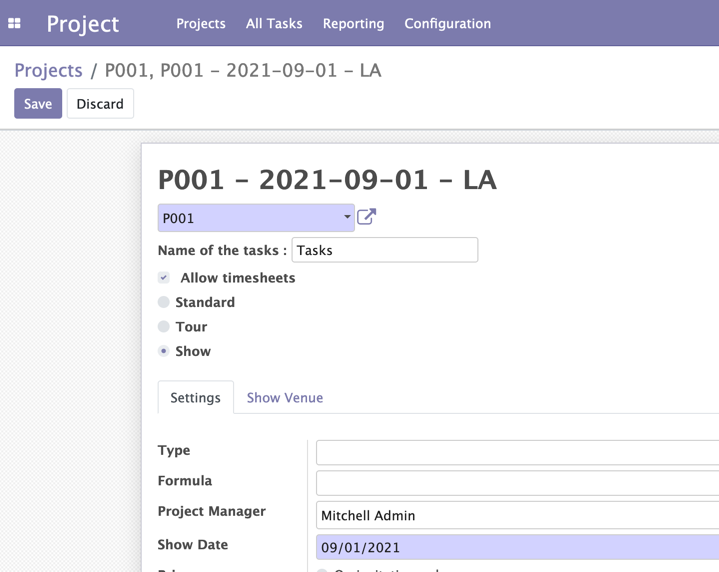 Project Projects All Tasks Reporting Configuration
Projects / P001, P001 - 2021-09-01 - LA
Save Discard
P001 - 2021-09-01 - LA
P001
Name of the tasks : Tasks
Allow timesheets
Standard
Tour
Show
Settings Show Venue
Type
Formula
Project Manager Mitchell Admin
Show Date 09/01/2021